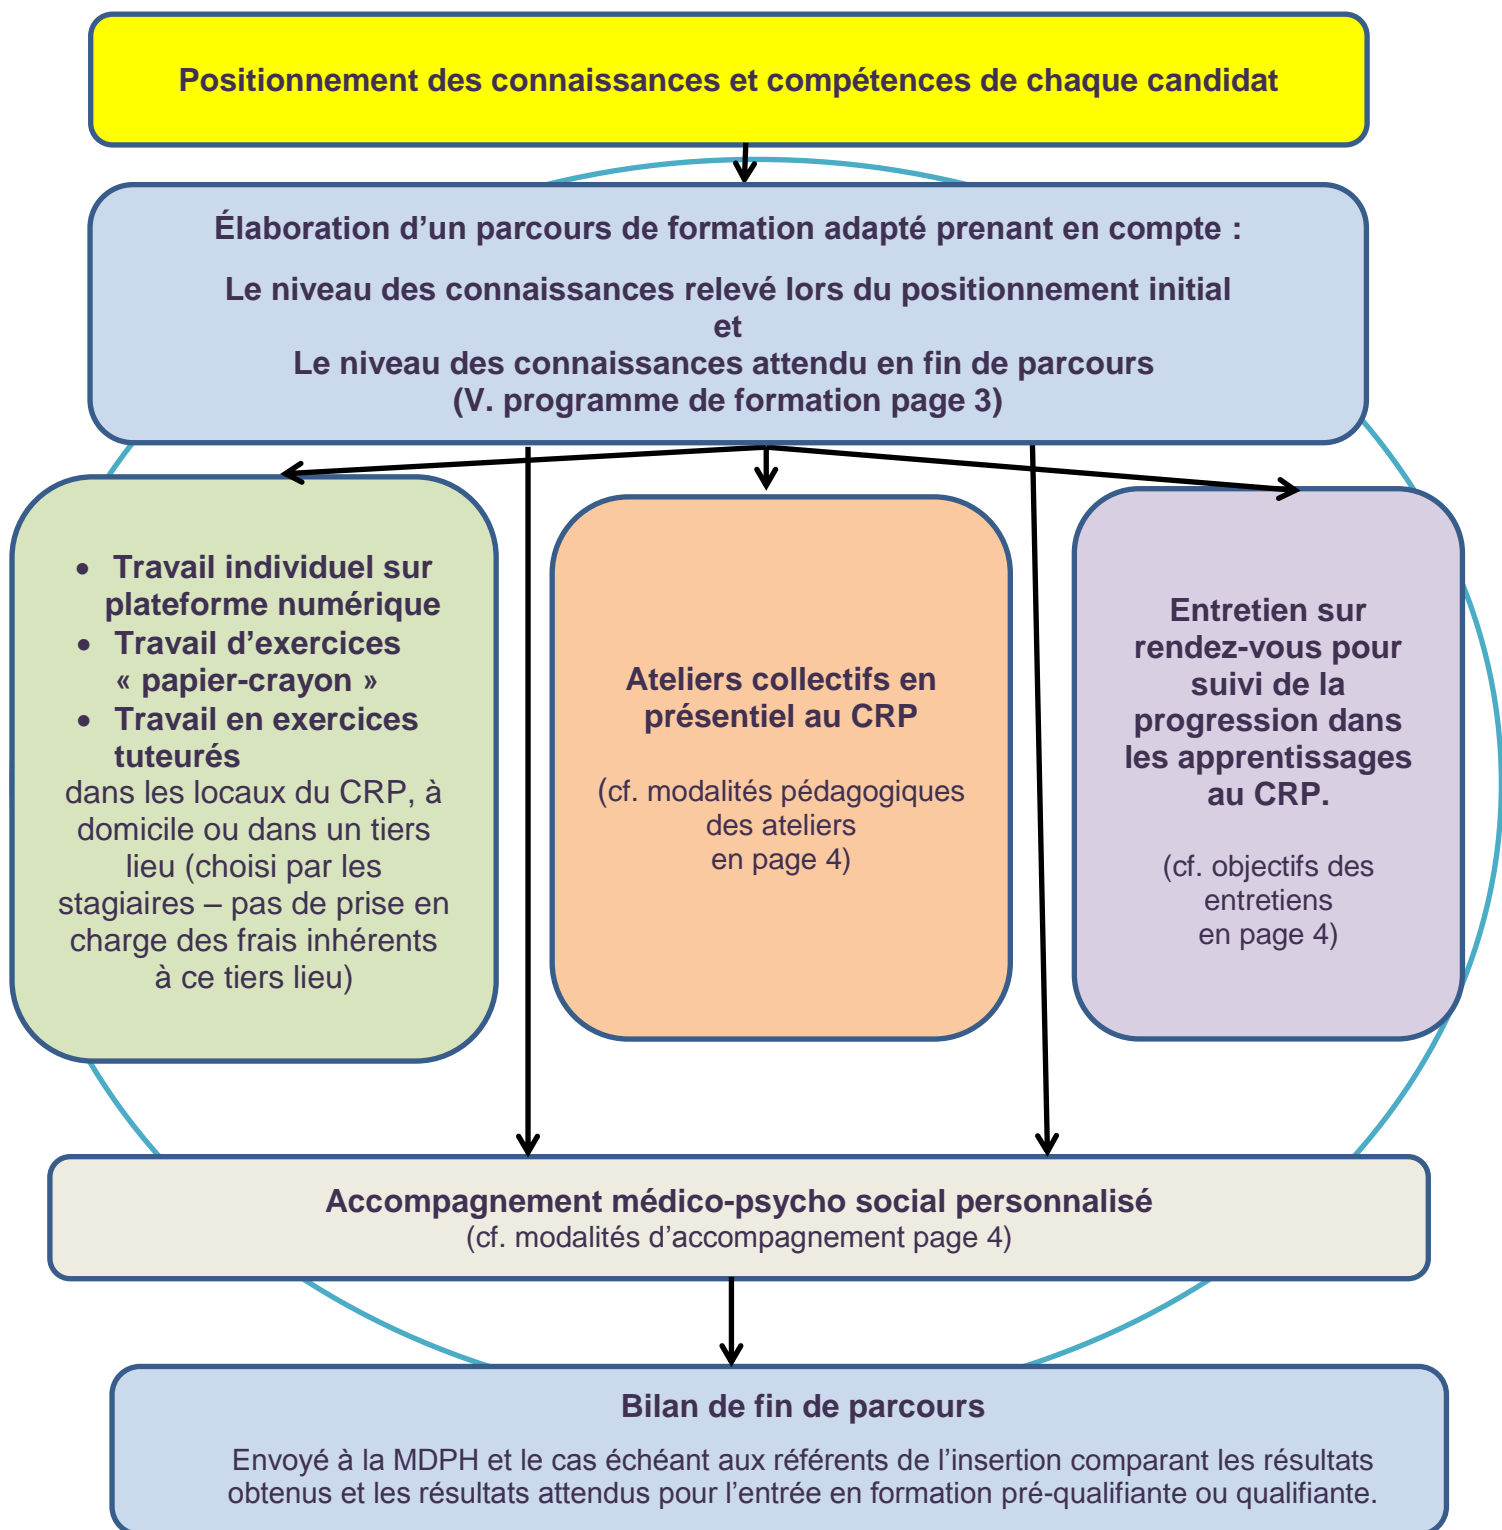 Positionnement des connaissances et compétences de chaque candidat
Élaboration d’un parcours de formation adapté prenant en compte :
Le niveau des connaissances relevé lors du positionnement initial
et
Le niveau des connaissances attendu en fin de parcours
(V. programme de formation page 3)
• Travail individuel sur
plateforme numérique
• Travail d’exercices
« papier-crayon »
• Travail en exercices
tuteurés
dans les locaux du CRP, à
domicile ou dans un tiers
lieu (choisi par les
stagiaires – pas de prise en
charge des frais inhérents
à ce tiers lieu)
Ateliers collectifs en
présentiel au CRP
(cf. modalités pédagogiques
des ateliers
en page 4)
Entretien sur
rendez-vous pour
suivi de la
progression dans
les apprentissages
au CRP.
(cf. objectifs des
entretiens
en page 4)
Accompagnement médico-psycho social personnalisé
(cf. modalités d’accompagnement page 4)
Bilan de fin de parcours
Envoyé à la MDPH et le cas échéant aux référents de l’insertion comparant les résultats
obtenus et les résultats attendus pour l’entrée en formation pré-qualifiante ou qualifiante.